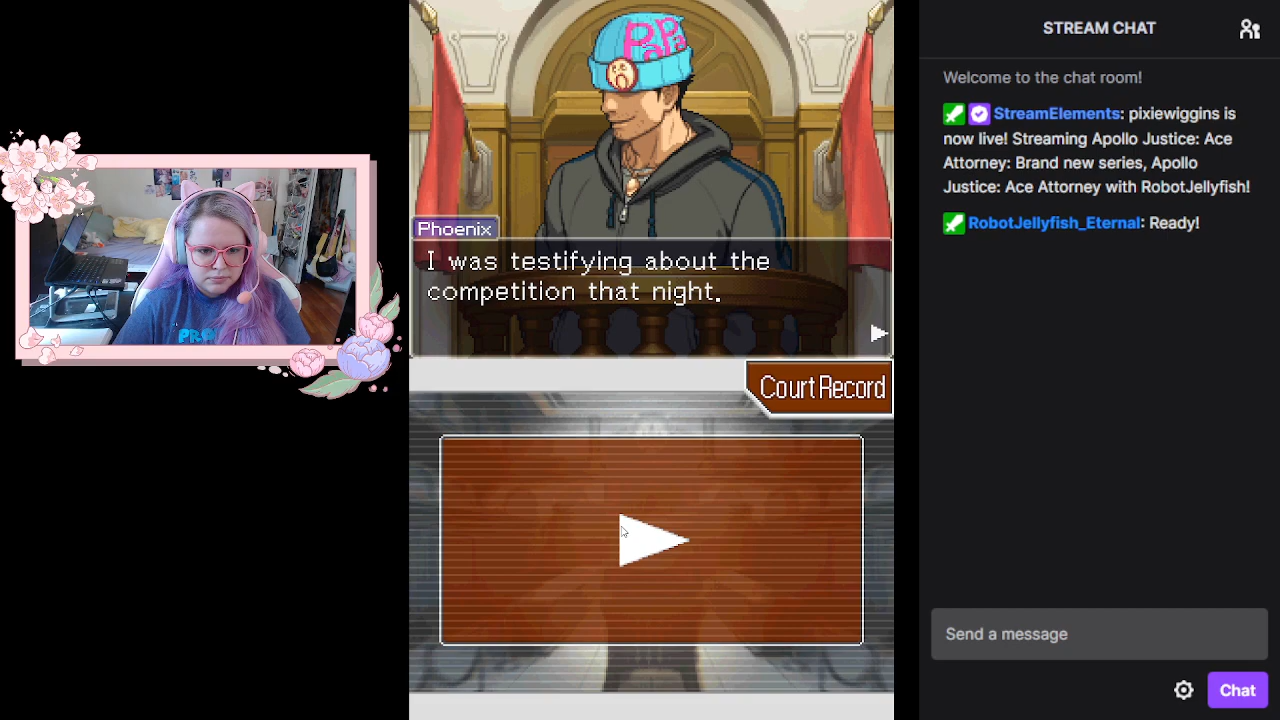 STREAM CHAT
Welcome to the chat room!
StreamElements: pixiewiggins is
now live! Streaming Apollo Justice: Ace
Attorney: Brand new series, Apollo
Justice: Ace Attorney with RobotJellyfish!
RobotJellyfish_Eternal: Ready!
PaPa
Phoenix
I was testifying about the
competition that night.
Court Record
PRO
Send a message
Chat